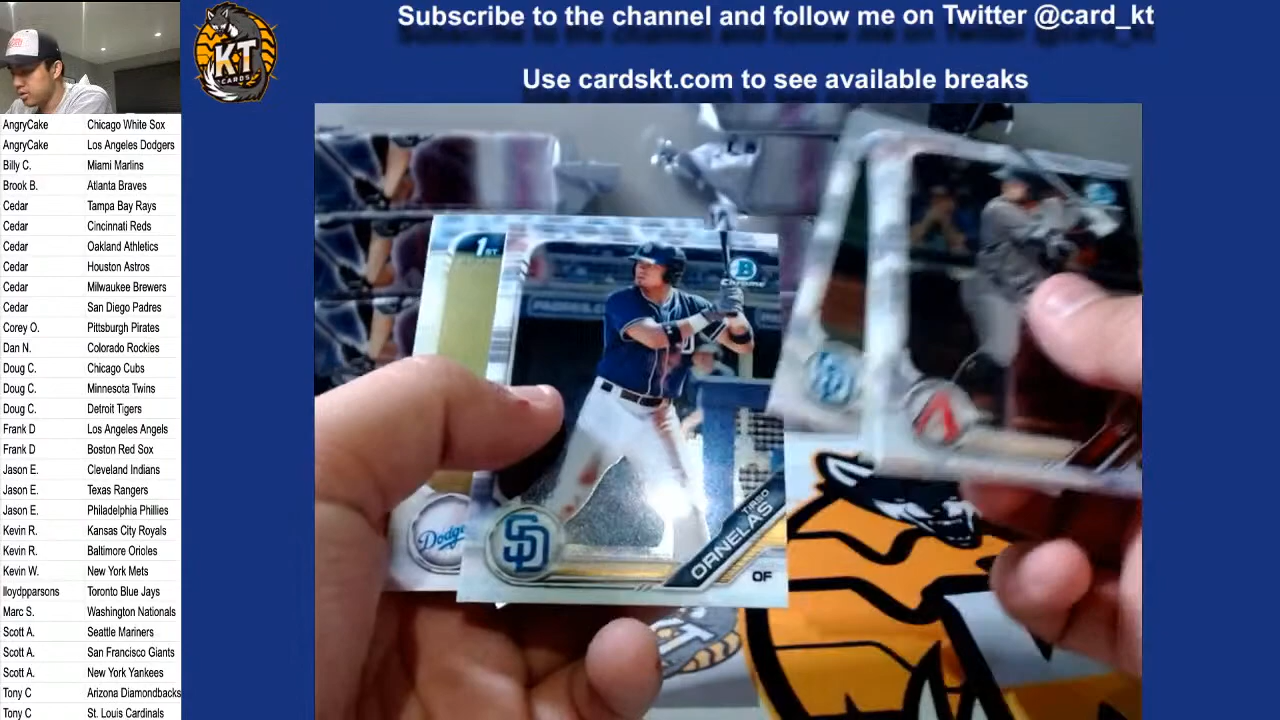 Subscribe to the channel and follow me on Twitter @card_kt
Use cardskt.com to see available breaks
KT
CARDS
AngryCake Chicago White Sox
AngryCake Los Angeles Dodgers
Billy C. Miami Marlins
Brook B. Atlanta Braves
Cedar Tampa Bay Rays
Cedar Cincinnati Reds
Cedar Oakland Athletics
Cedar Houston Astros
Cedar Milwaukee Brewers
Cedar San Diego Padres
Corey O. Pittsburgh Pirates
Dan N. Colorado Rockies
Doug C. Chicago Cubs
Doug C. Minnesota Twins
Doug C. Detroit Tigers
Frank D Los Angeles Angels
Frank D Boston Red Sox
Jason E. Cleveland Indians
Jason E. Texas Rangers
Jason E. Philadelphia Phillies
Kevin R. Kansas City Royals
Kevin R. Baltimore Orioles
Kevin W. New York Mets
lloydpparsons Toronto Blue Jays
Marc S. Washington Nationals
Scott A. Seattle Mariners
Scott A. San Francisco Giants
Scott A. New York Yankees
Tony C Arizona Diamondbacks
Tony C St. Louis Cardinals
1ST
B
Chrome
Dodge
SD
TIRSO
ORNELAS
OF